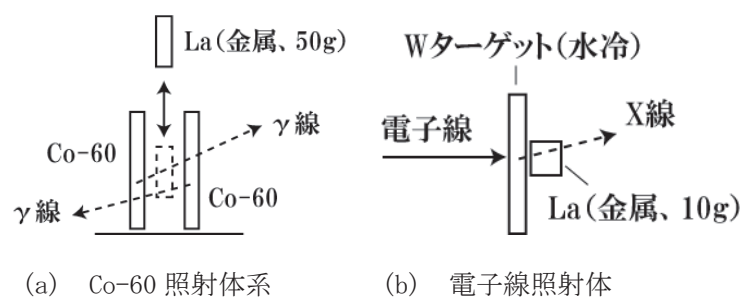 La(金属、50g)
γ線
Co-60
Co-60
γ線
(a) Co-60 照射体系
Wターゲット(水冷)
電子線
X線
La(金属、10g)
(b) 電子線照射体